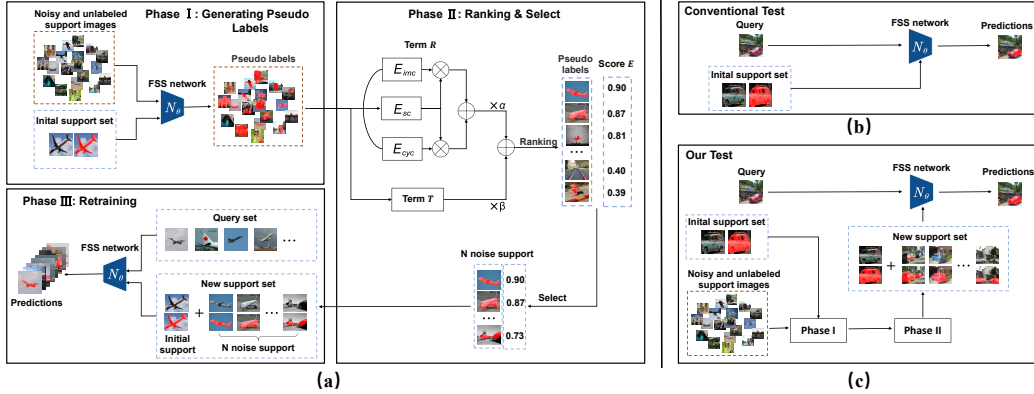 Phase Ⅰ: Generating Pseudo
Labels
Noisy and unlabeled
support images
FSS network
Pseudo labels
Nθ
Inital support set
Phase Ⅱ: Ranking & Select
Term R
E_imc
E_sc
E_cyc
×α
Ranking
Term T
×β
Pseudo
labels
Score E
0.90
0.87
0.81
...
0.40
0.39
N noise support
0.90
0.87
...
0.73
Select
Phase Ⅲ: Retraining
Query set
...
FSS network
Nθ
Predictions
New support set
+
...
Initial
support
N noise support
(a)
Conventional Test
Query
FSS network
Predictions
Nθ
Inital support set
(b)
Our Test
Query
FSS network
Predictions
Nθ
Inital support set
New support set
+
...
Noisy and unlabeled
support images
Phase I
Phase II
(c)